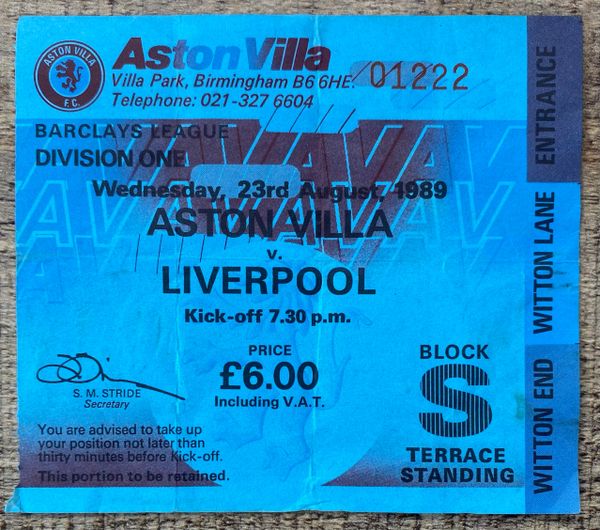 ASTON VILLA
F.C.
Aston Villa
Villa Park, Birmingham B6 6HE.
01222
Telephone: 021-327 6604
BARCLAYS LEAGUE
DIVISION ONE
Wednesday, 23rd August, 1989
ASTON VILLA
v.
LIVERPOOL
Kick-off 7.30 p.m.
PRICE
£6.00
Including V.A.T.
S. M. STRIDE
Secretary
You are advised to take up
your position not later than
thirty minutes before Kick-off.
This portion to be retained.
BLOCK
S
TERRACE
STANDING
ENTRANCE
WITTON LANE
WITTON END